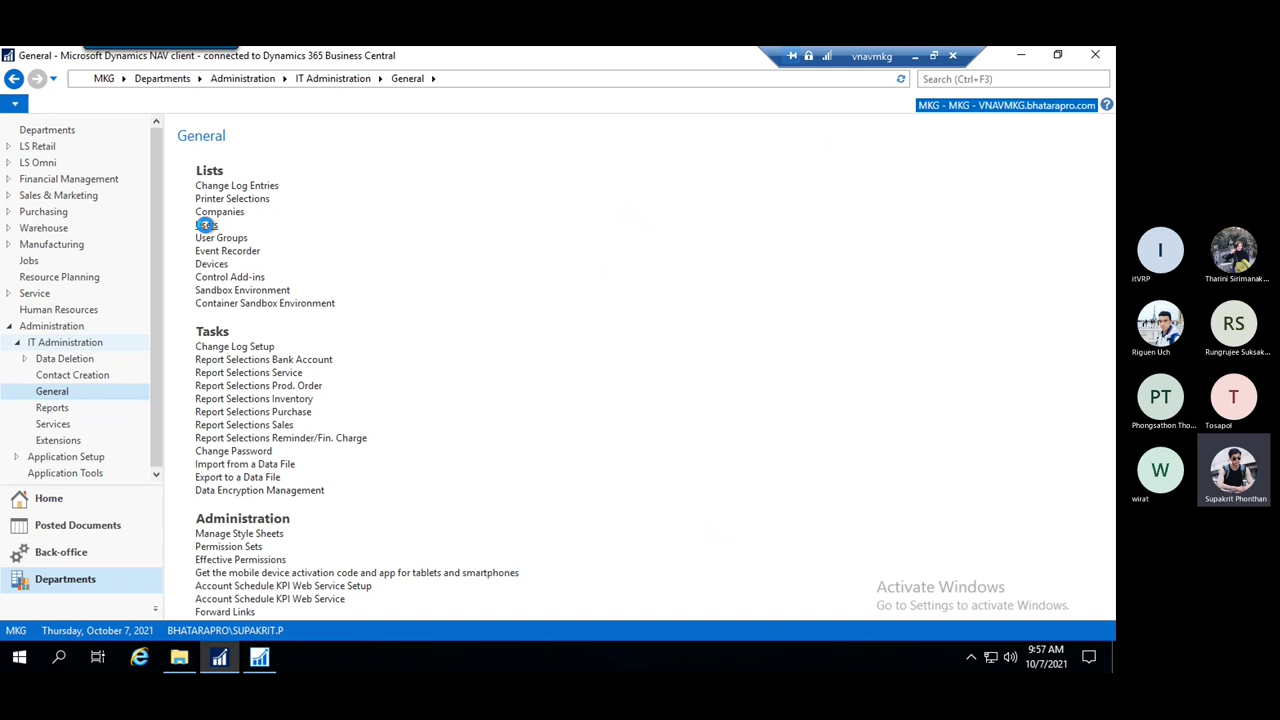 General - Microsoft Dynamics NAV client - connected to Dynamics 365 Business Central
vnavmkg
MKG Departments Administration IT Administration General
Search (Ctrl+F3)
MKG - MKG - VNAVMKG.bhatarapro.com
Departments
LS Retail
LS Omni
Financial Management
Sales & Marketing
Purchasing
Warehouse
Manufacturing
Jobs
Resource Planning
Service
Human Resources
Administration
IT Administration
Data Deletion
Contact Creation
General
Reports
Services
Extensions
Application Setup
Application Tools
Home
Posted Documents
Back-office
Departments
General
Lists
Change Log Entries
Printer Selections
Companies
User Groups
Event Recorder
Devices
Control Add-ins
Sandbox Environment
Container Sandbox Environment
Tasks
Change Log Setup
Report Selections Bank Account
Report Selections Service
Report Selections Prod. Order
Report Selections Inventory
Report Selections Purchase
Report Selections Sales
Report Selections Reminder/Fin. Charge
Change Password
Import from a Data File
Export to a Data File
Data Encryption Management
Administration
Manage Style Sheets
Permission Sets
Effective Permissions
Get the mobile device activation code and app for tablets and smartphones
Account Schedule KPI Web Service Setup
Account Schedule KPI Web Service
Forward Links
Activate Windows
Go to Settings to activate Windows.
MKG Thursday, October 7, 2021 BHATARAPRO\SUPAKRIT.P
9:57 AM
10/7/2021
I
itVRP
Tharini Sirimanak...
Riguen Uch
RS
Rungrujee Suksak...
PT
Phongsathon Tho...
T
Tosapol
W
wirat
Supakrit Phonthan